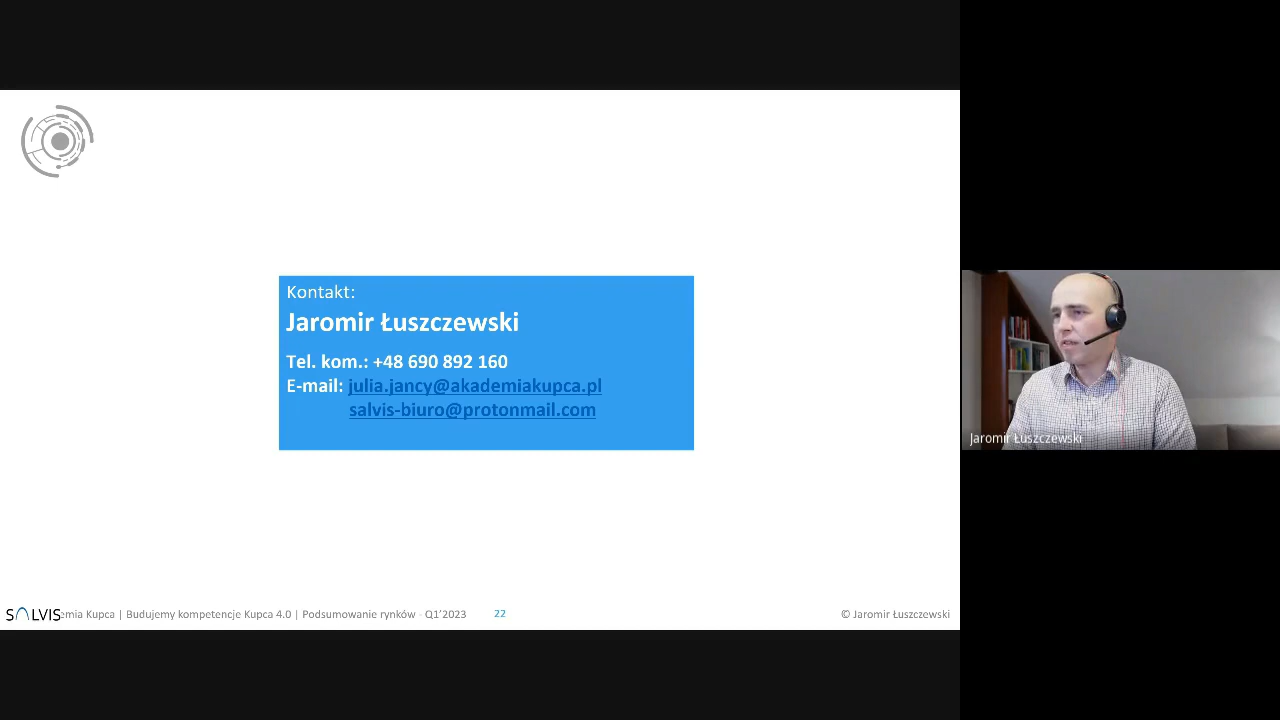 Kontakt:
Jaromir Łuszczewski
Tel. kom.: +48 690 892 160
E-mail: julia.jancy@akademiakupca.pl
salvis-biuro@protonmail.com
Jaromir Łuszczewski
SALVIS
Kupca | Budujemy kompetencje Kupca 4.0 | Podsumowanie rynków - Q1'2023
22
© Jaromir Łuszczewski